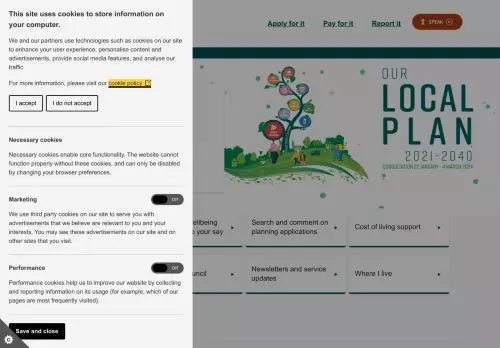 This site uses cookies to store information on
your computer.
We and our partners use technologies such as cookies on our site
to enhance your user experience, personalise content and
advertisements, provide social media features, and analyse our
traffic
For more information, please visit our cookie policy
I accept
I do not accept
Necessary cookies
Necessary cookies enable core functionality. The website cannot
function properly without these cookies, and can only be disabled
by changing your browser preferences.
Marketing
Off
We use third party cookies on our site to serve you with
advertisements that we believe are relevant to you and your
interests. You may see these advertisements on our site and on
other sites that you visit.
Performance
Off
Performance cookies help us to improve our website by collecting
and reporting information on its usage (for example, which of our
pages are most frequently visited).
Save and close
Apply for it
Pay for it
Report it
SPEAK
OUR
LOCAL
PLAN
2021-2040
CONSULTATION 22 JANUARY - 4 MARCH 2024
your say
Search and comment on
planning applications
Cost of living support
Newsletters and service
updates
Where I live